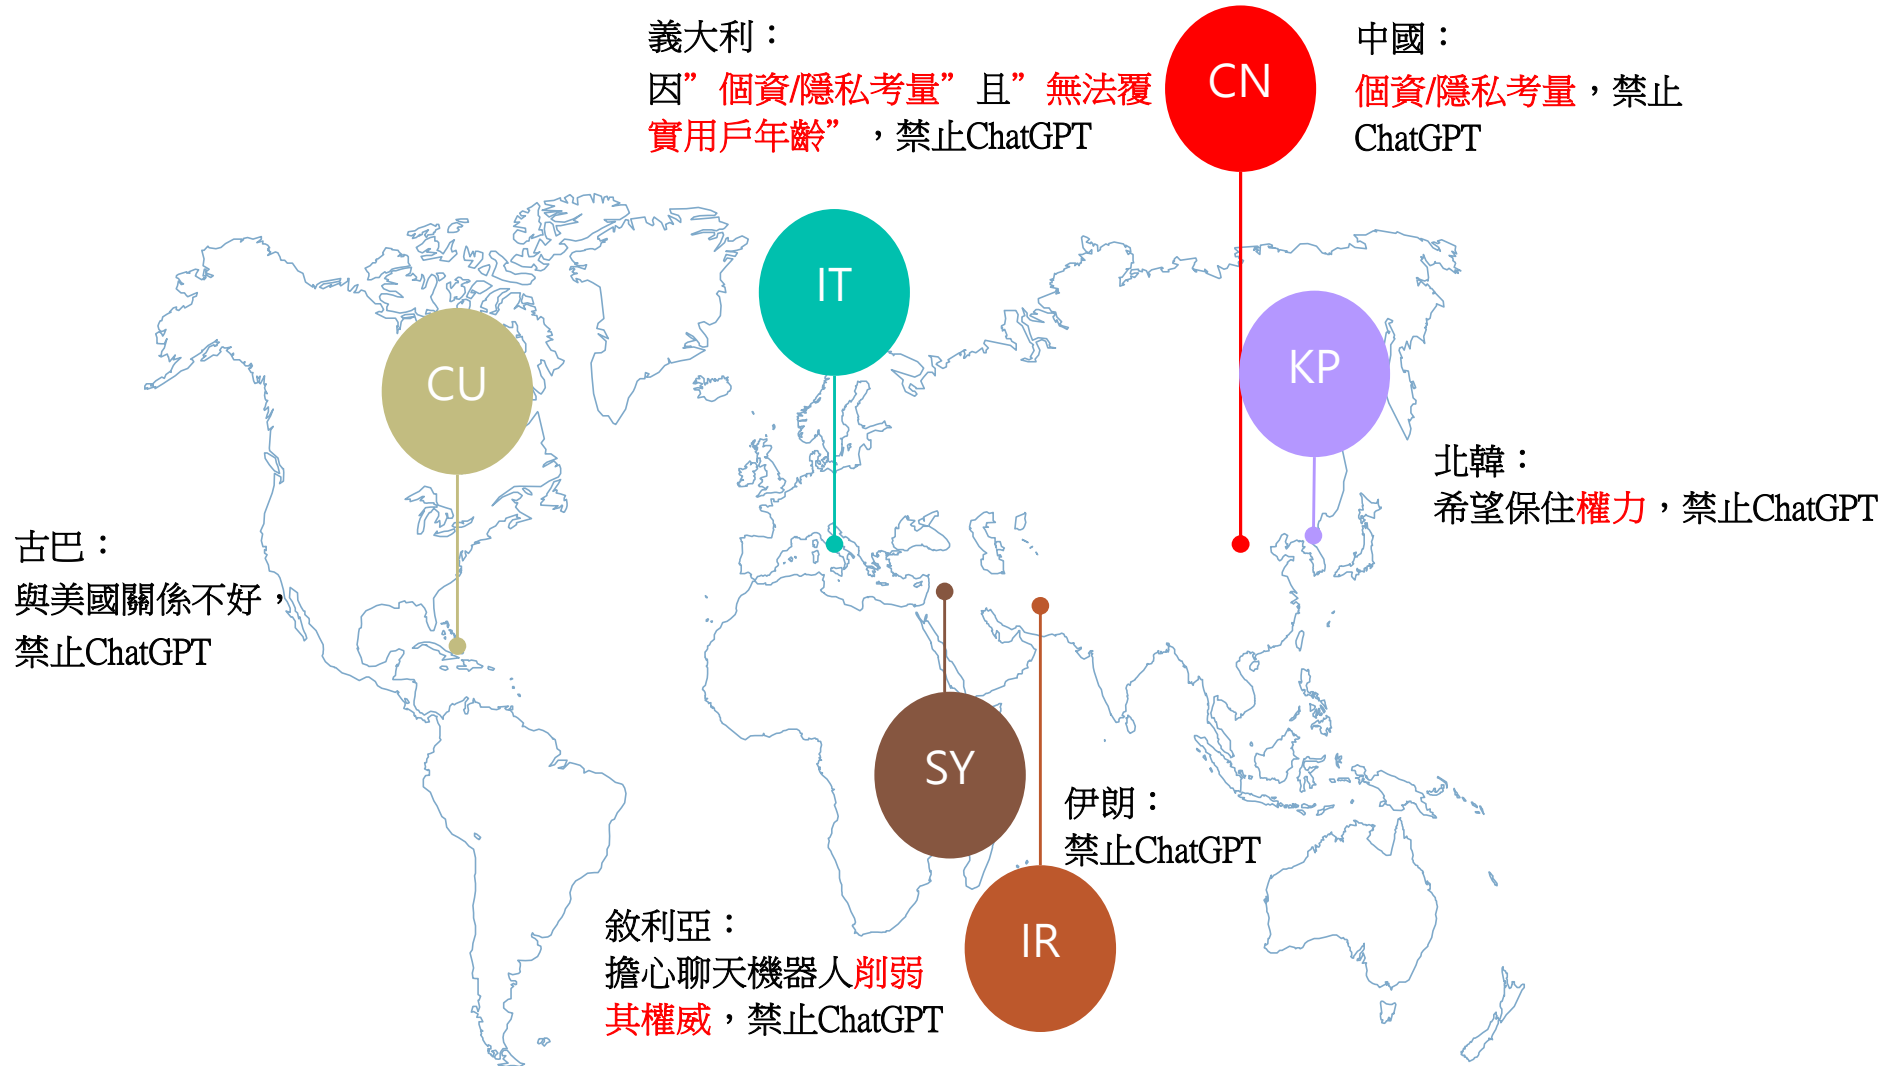 義大利：
因”個資/隱私考量”且”無法覆
實用戶年齡”，禁止ChatGPT
CN
中國：
個資/隱私考量，禁止
ChatGPT
IT
CU
KP
北韓：
希望保住權力，禁止ChatGPT
古巴：
與美國關係不好，
禁止ChatGPT
SY
伊朗：
禁止ChatGPT
IR
敘利亞：
擔心聊天機器人削弱
其權威，禁止ChatGPT